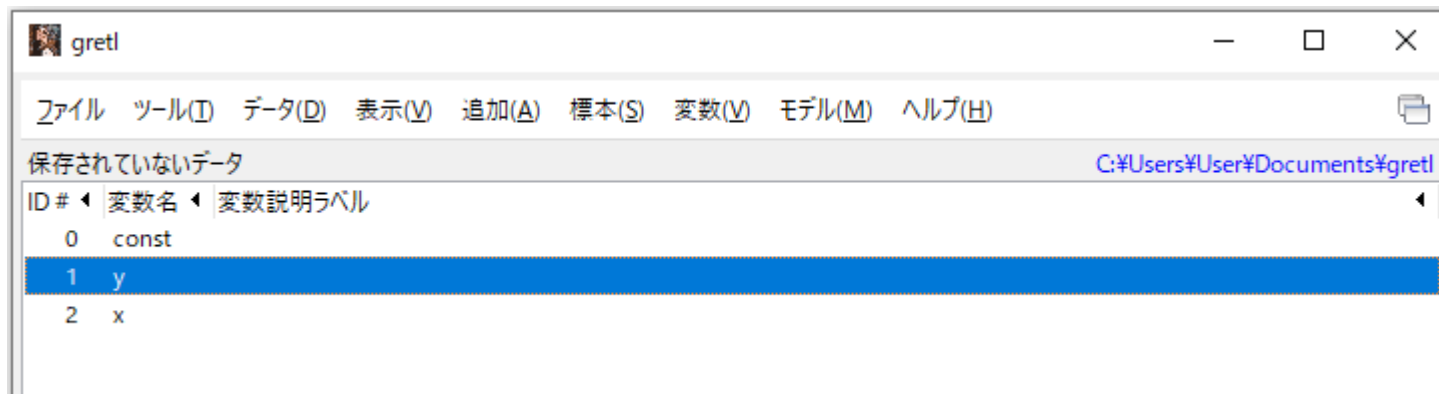 gretl
ファイル ツール(T) データ(D) 表示(V) 追加(A) 標本(S) 変数(V) モデル(M) ヘルプ(H)
保存されていないデータ C:¥Users¥User¥Documents¥gretl
ID # 変数名 変数説明ラベル
0 const
1 y
2 x